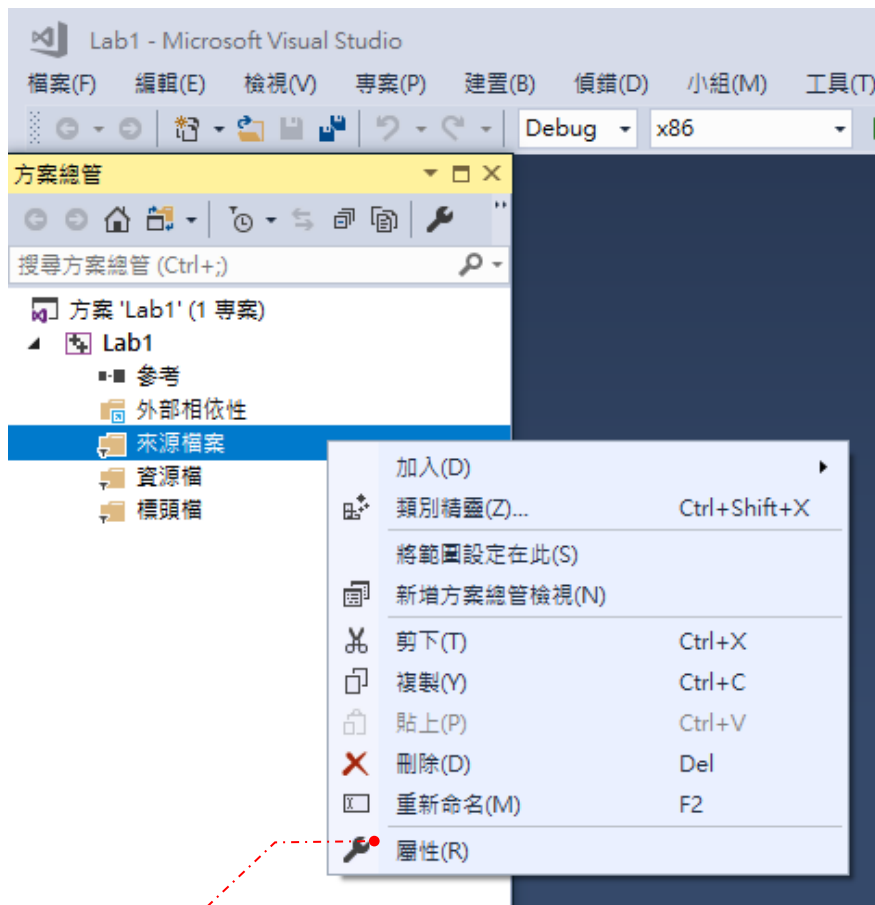 Lab1 - Microsoft Visual Studio
檔案(F) 編輯(E) 檢視(V) 專案(P) 建置(B) 偵錯(D) 小組(M) 工具(T)
Debug x86
方案總管
搜尋方案總管 (Ctrl+;)
方案 'Lab1' (1 專案)
Lab1
參考
外部相依性
來源檔案
資源檔
標頭檔
加入(D)
類別精靈(Z)... Ctrl+Shift+X
將範圍設定在此(S)
新增方案總管檢視(N)
剪下(T) Ctrl+X
複製(Y) Ctrl+C
貼上(P) Ctrl+V
刪除(D) Del
重新命名(M) F2
屬性(R)